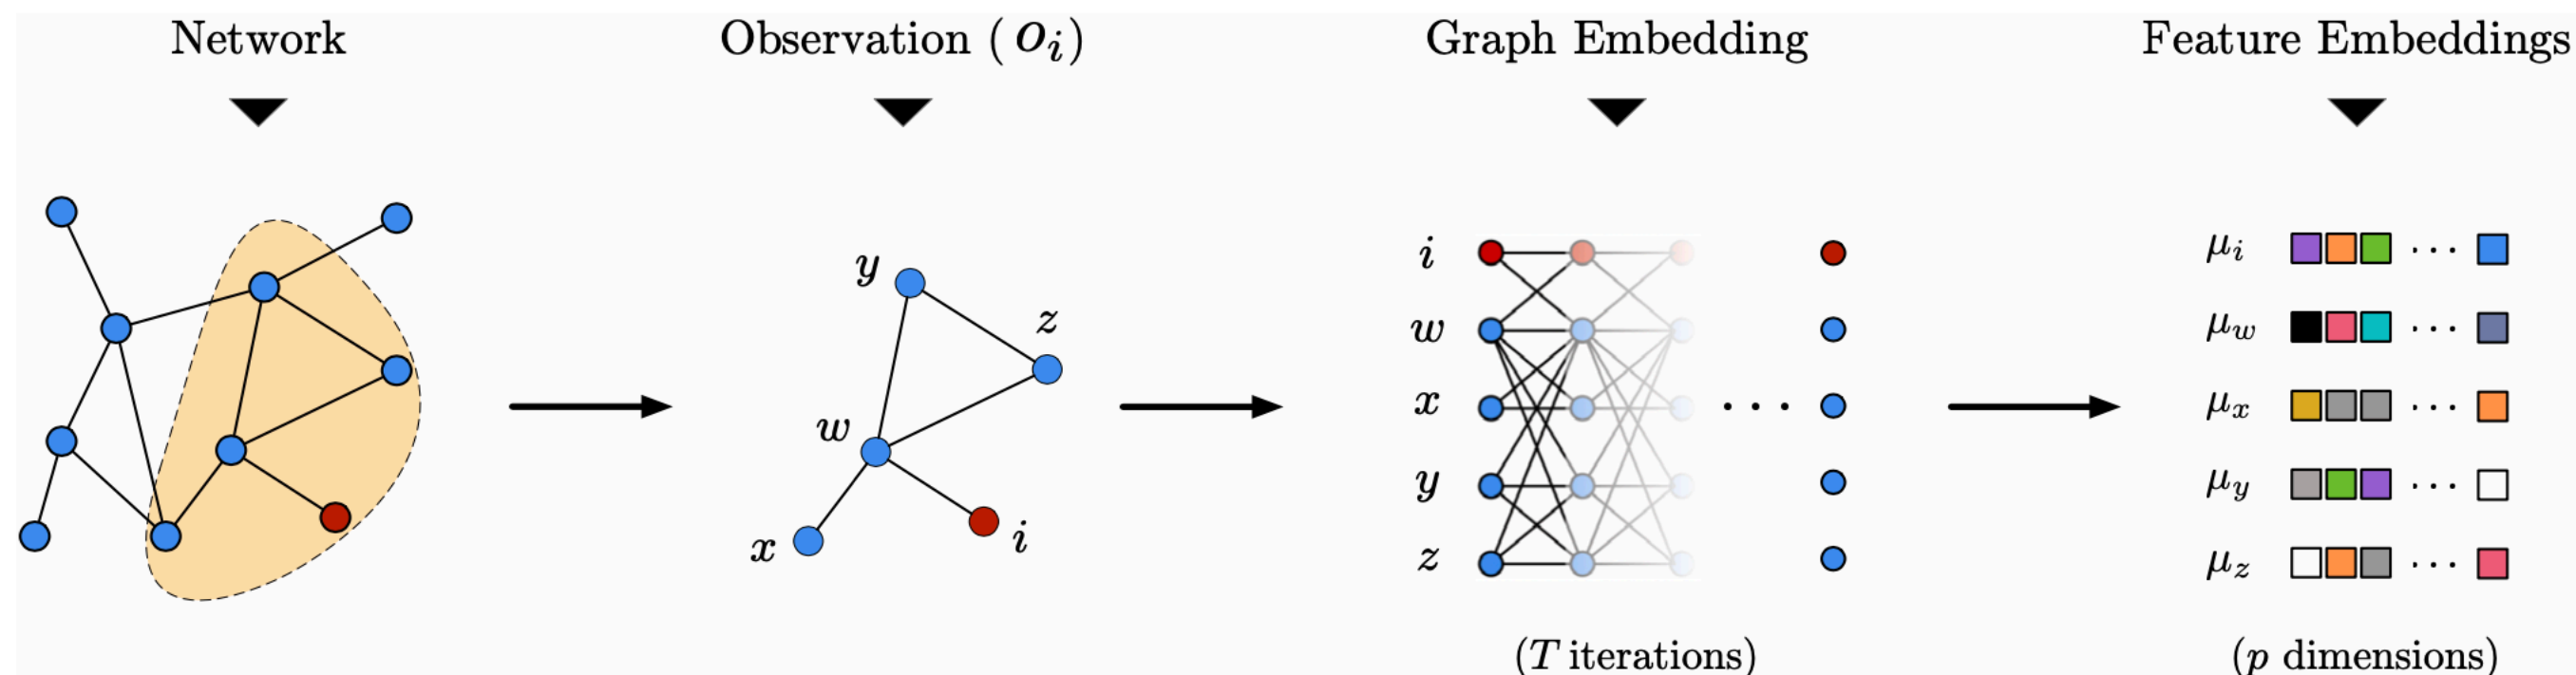 Network
Observation ( o_i )
Graph Embedding
Feature Embeddings
y
z
w
x
i
i
w
x
y
z
· · ·
(T iterations)
μ_i · · ·
μ_w · · ·
μ_x · · ·
μ_y · · ·
μ_z · · ·
(p dimensions)